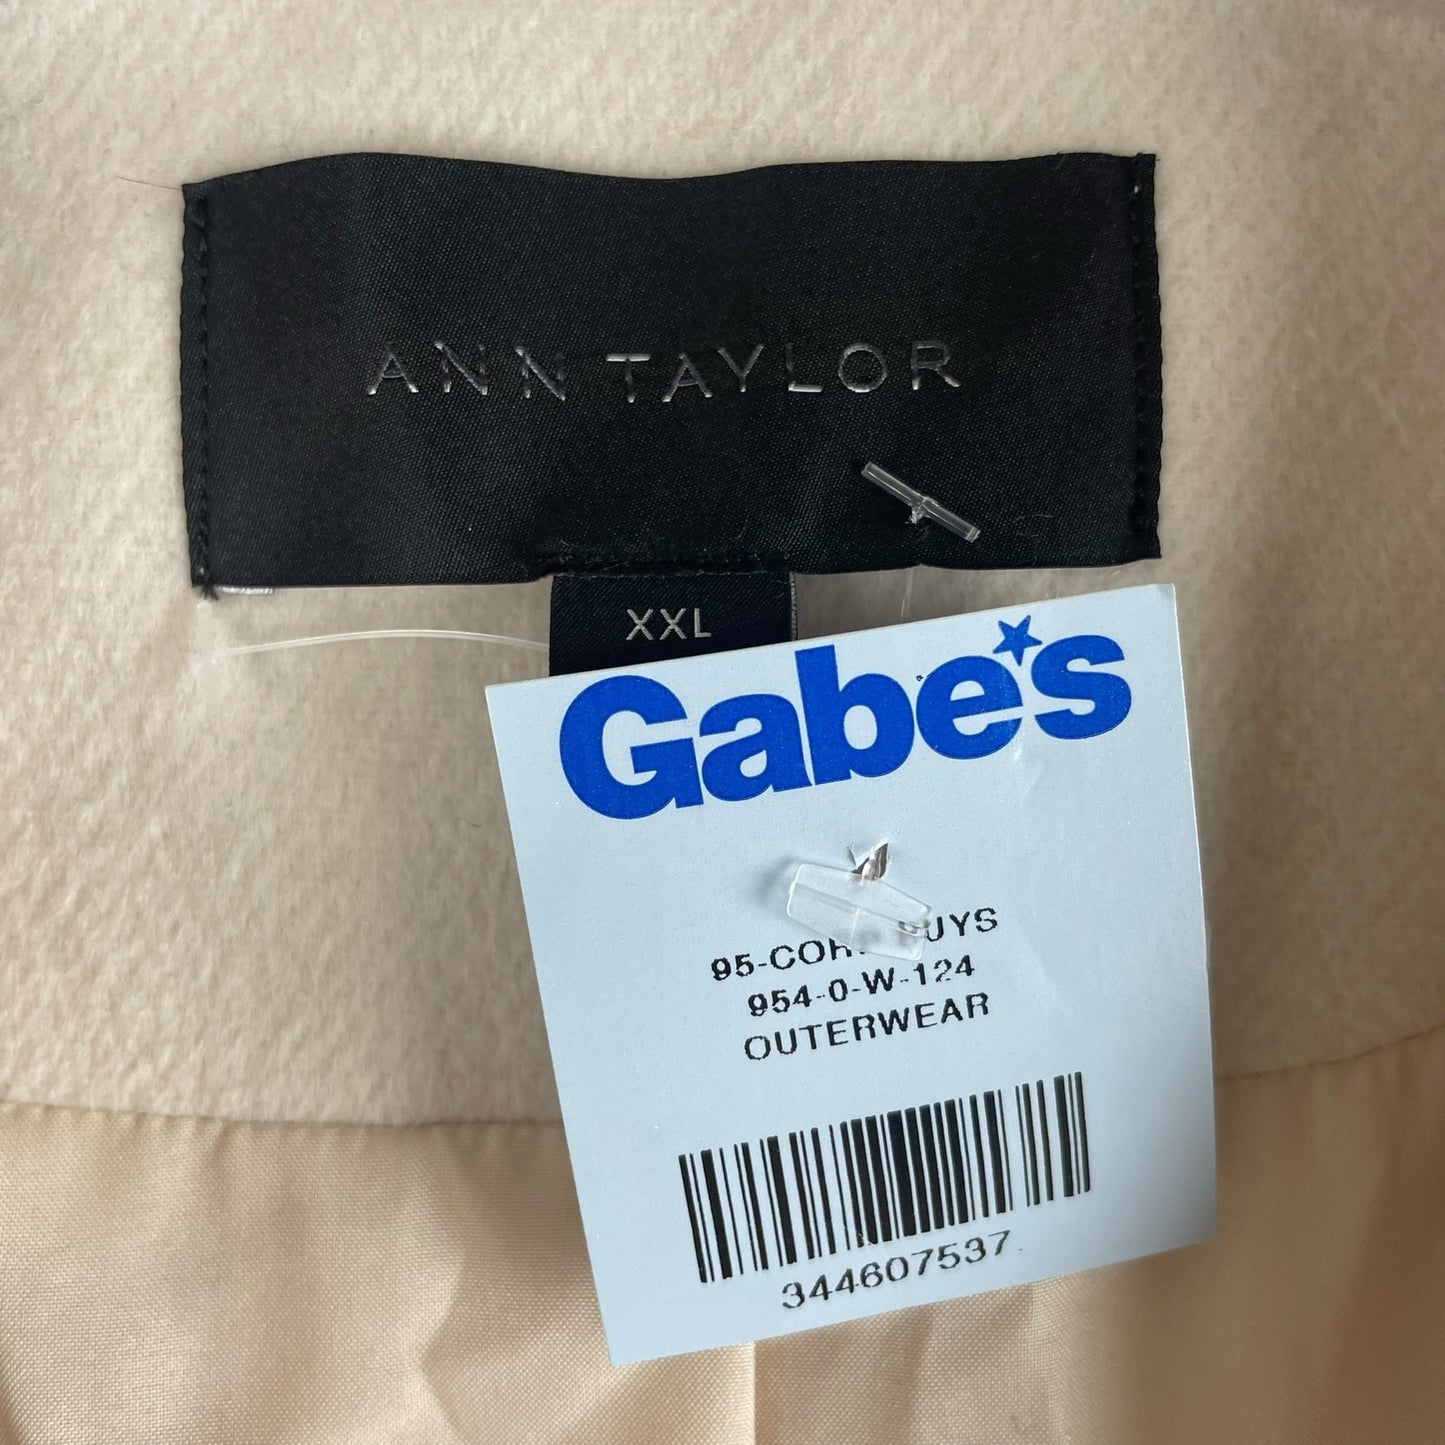 ANN TAYLOR
XXL
Gabe's
954-0-W-124
OUTERWEAR
344607537